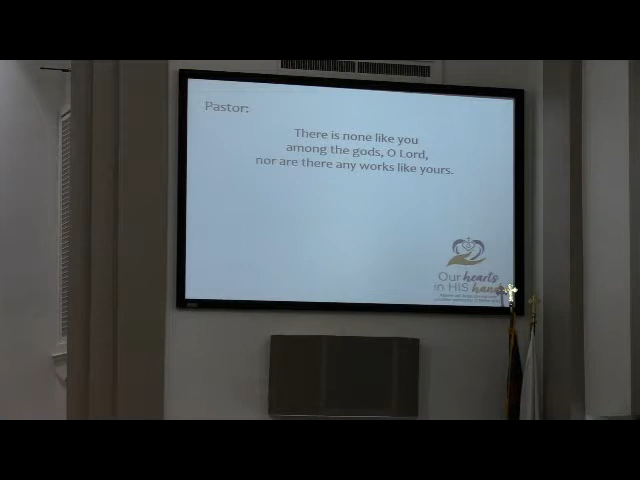 Pastor:
There is none like you
among the gods, O Lord,
nor are there any works like yours.
Our hearts
in HIS hands